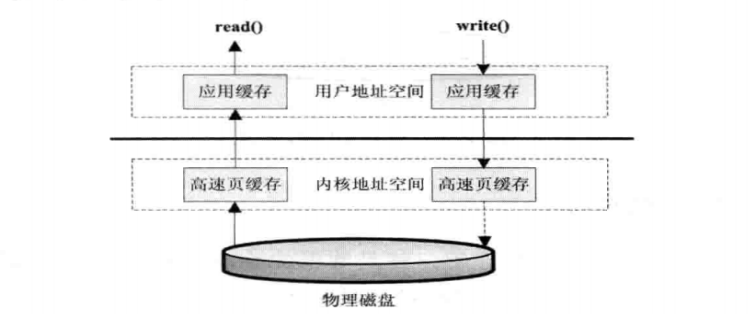 read() write()
应用缓存 用户地址空间 应用缓存
高速页缓存 内核地址空间 高速页缓存
物理磁盘